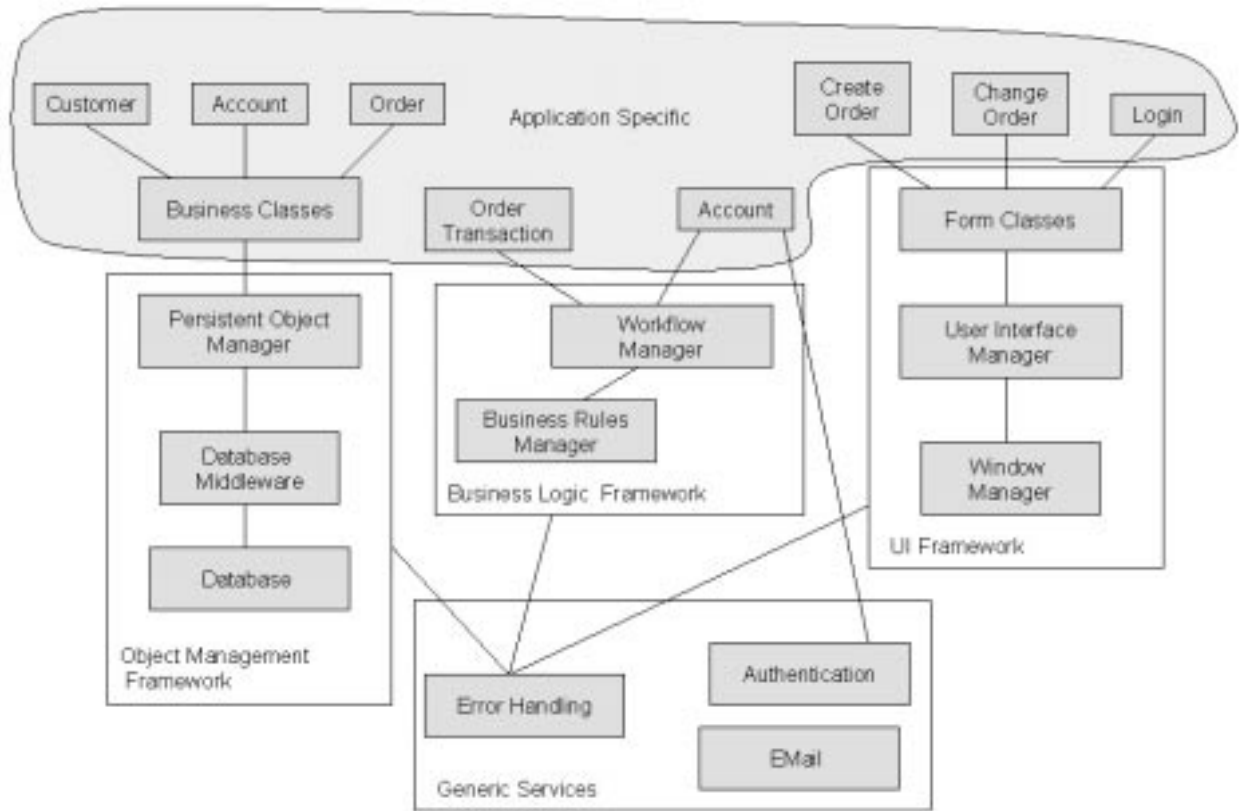 Customer
Account
Order
Application Specific
Create
Order
Change
Order
Login
Business Classes
Order
Transaction
Account
Form Classes
Persistent Object
Manager
Workflow
Manager
User Interface
Manager
Business Rules
Manager
Database
Middleware
Window
Manager
Business Logic Framework
UI Framework
Database
Object Management
Framework
Error Handling
Authentication
EMail
Generic Services